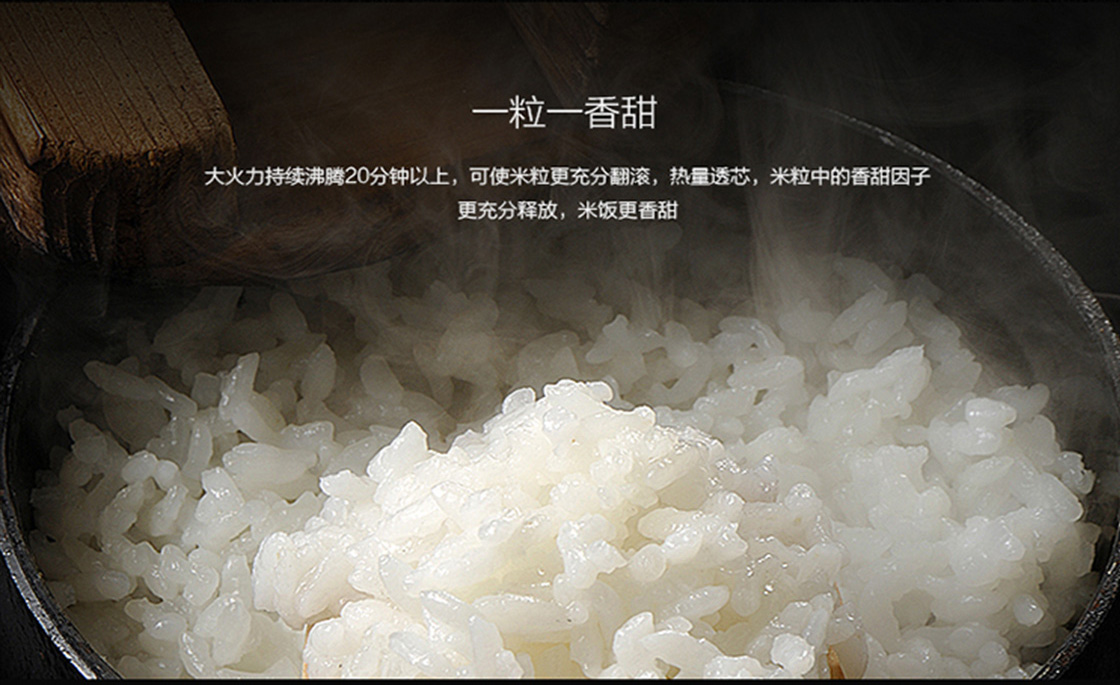 一粒一香甜
大火力持续沸腾20分钟以上，可使米粒更充分翻滚，热量透芯，米粒中的香甜因子
更充分释放，米饭更香甜